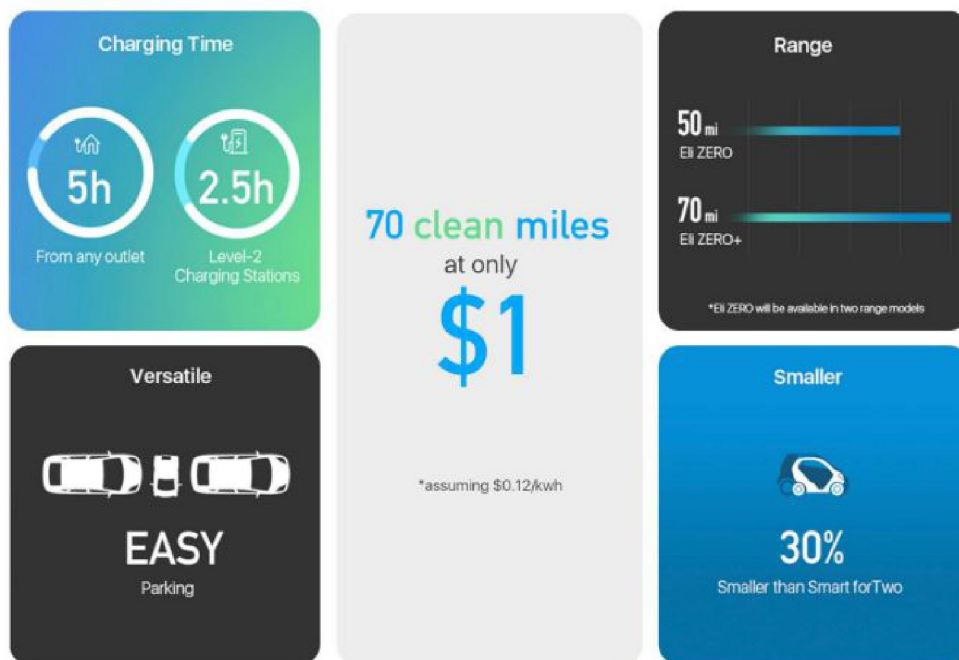 Charging Time
5h
From any outlet
2.5h
Level-2
Charging Stations
Versatile
EASY
Parking
70 clean miles
at only
$1
*assuming $0.12/kwh
Range
50 mi
Eli ZERO
70 mi
Eli ZERO+
*Eli ZERO will be available in two range models
Smaller
30%
Smaller than Smart forTwo